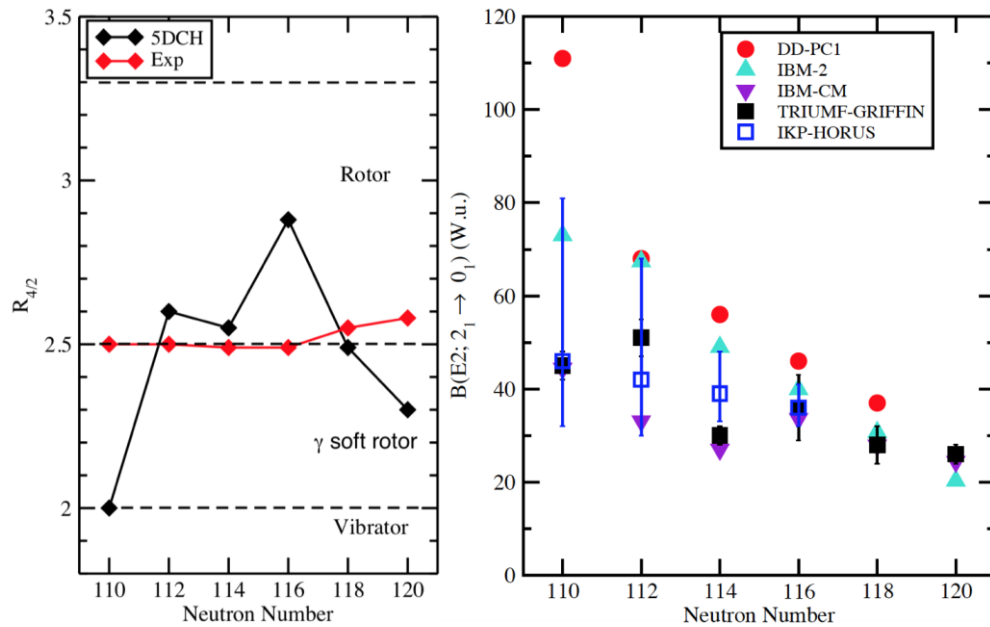 3.5
3
2.5
2
R4/2
5DCH
Exp
Rotor
γ soft rotor
Vibrator
110 112 114 116 118 120
Neutron Number
120
100
80
60
40
20
0
B(E2; 2₁ → 0₁) (W.u.)
DD-PC1
IBM-2
IBM-CM
TRIUMF-GRIFFIN
IKP-HORUS
110 112 114 116 118 120
Neutron Number